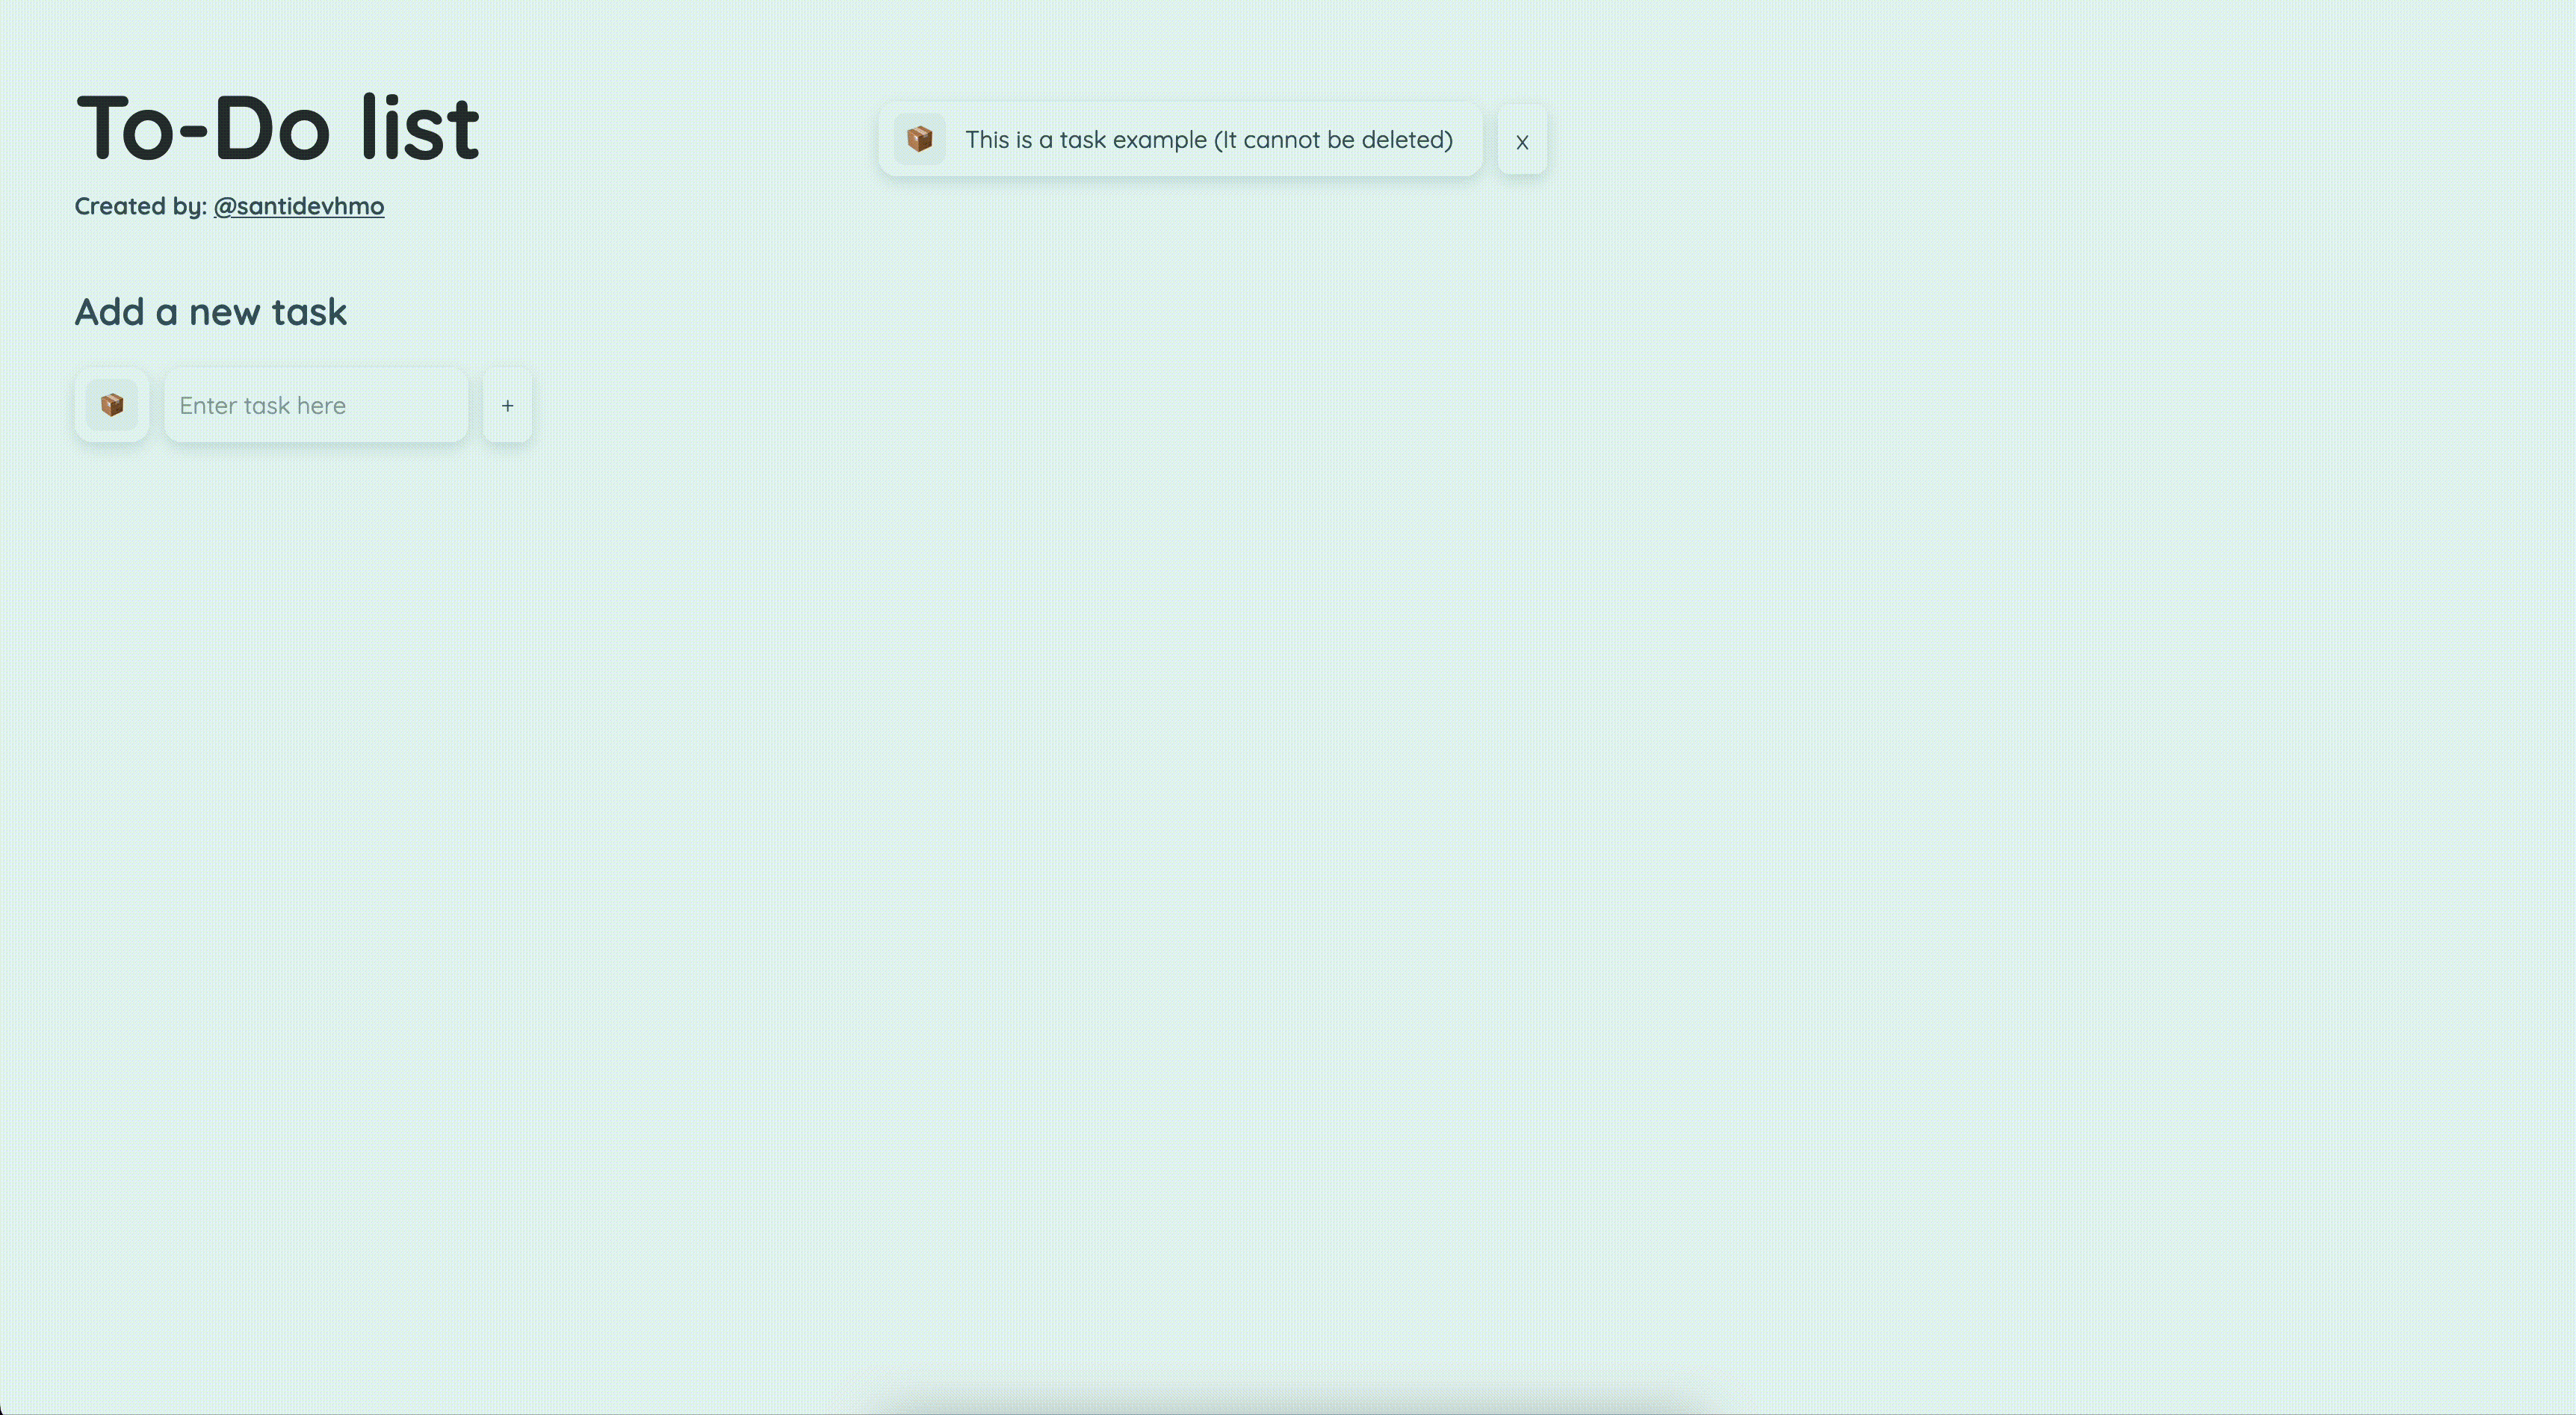 To-Do list
Created by: @santidevhmo
Add a new task
Enter task here
+
This is a task example (It cannot be deleted)
X